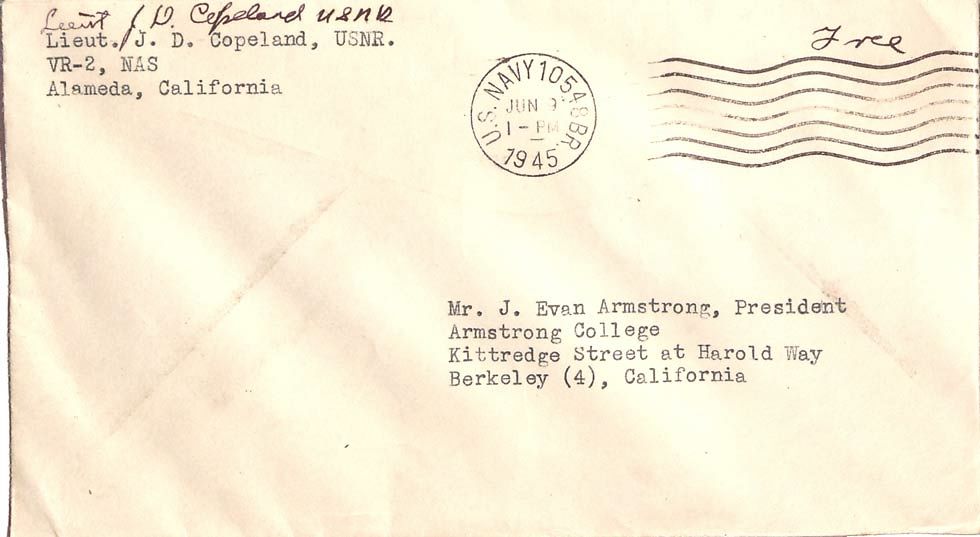 Lieut J. D. Copeland USNR
Lieut. J. D. Copeland, USNR.
VR-2, NAS
Alameda, California
Free
U.S. NAVY 10548 BR.
JUN 9
1 - PM
1945
Mr. J. Evan Armstrong, President
Armstrong College
Kittredge Street at Harold Way
Berkeley (4), California